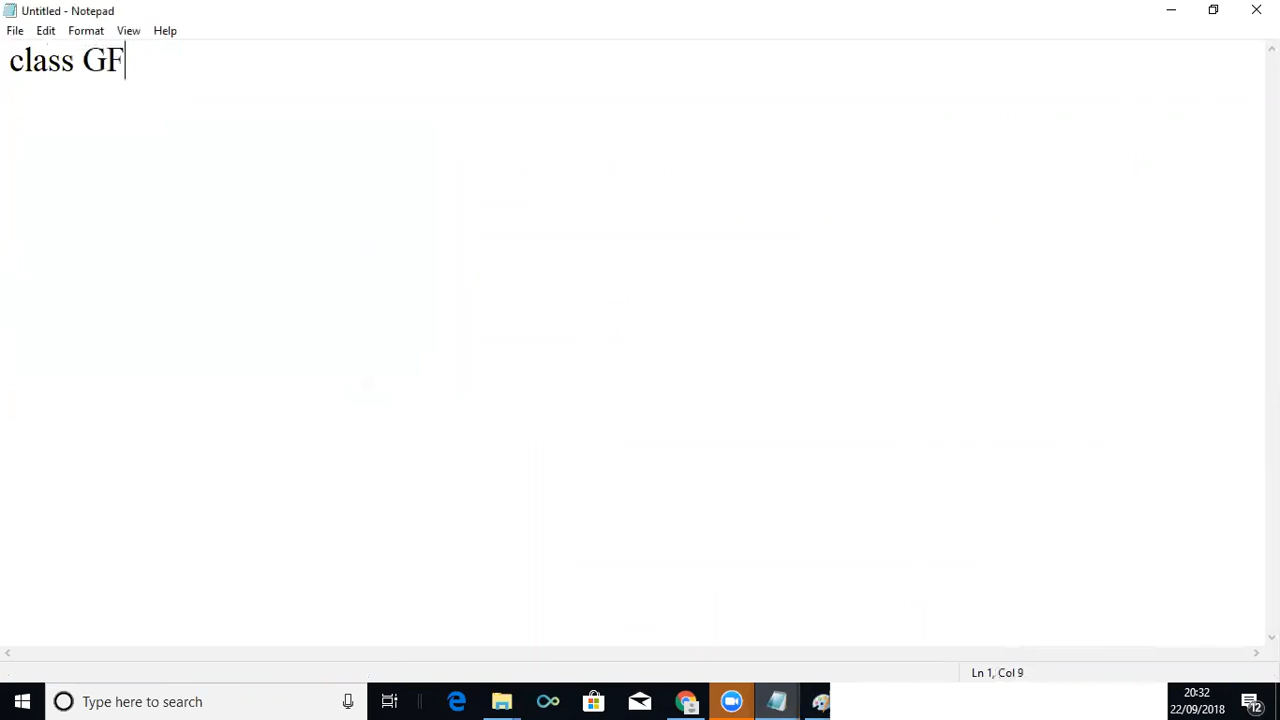 Untitled - Notepad
File Edit Format View Help
class GF
Ln 1, Col 9
Type here to search
20:32
22/09/2018
12